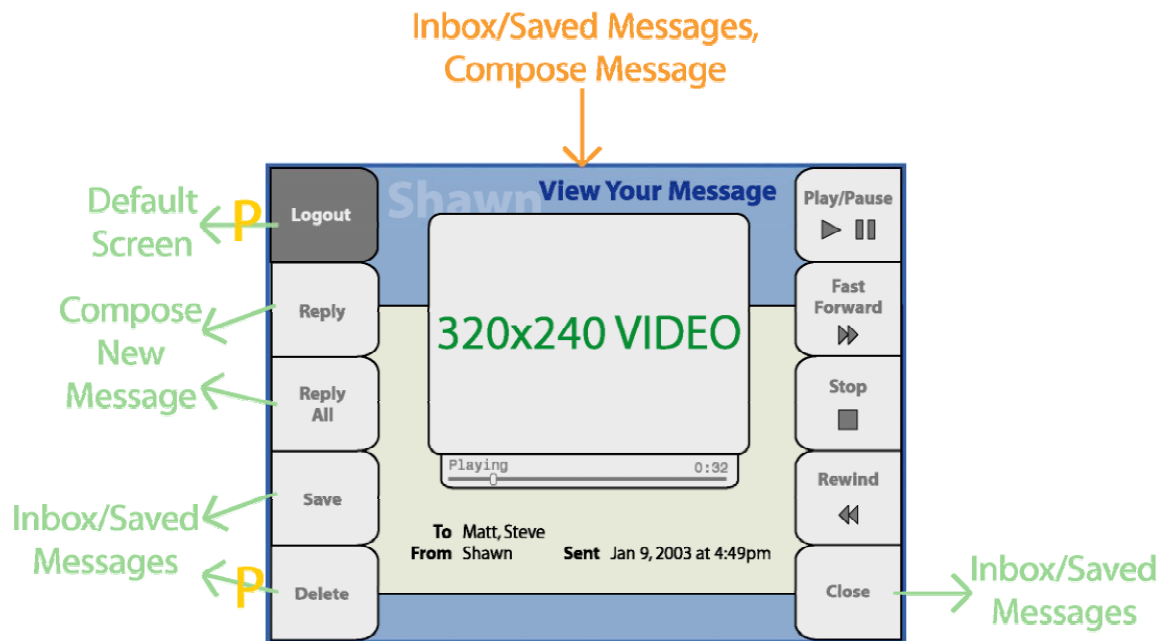 Inbox/Saved Messages,
Compose Message
Default
Screen
P
Compose
New
Message
Inbox/Saved
Messages
P
Logout
Reply
Reply
All
Save
Delete
Shawn
View Your Message
320x240 VIDEO
Playing 0:32
To Matt, Steve
From Shawn Sent Jan 9, 2003 at 4:49pm
Play/Pause
Fast
Forward
Stop
Rewind
Close
Inbox/Saved
Messages